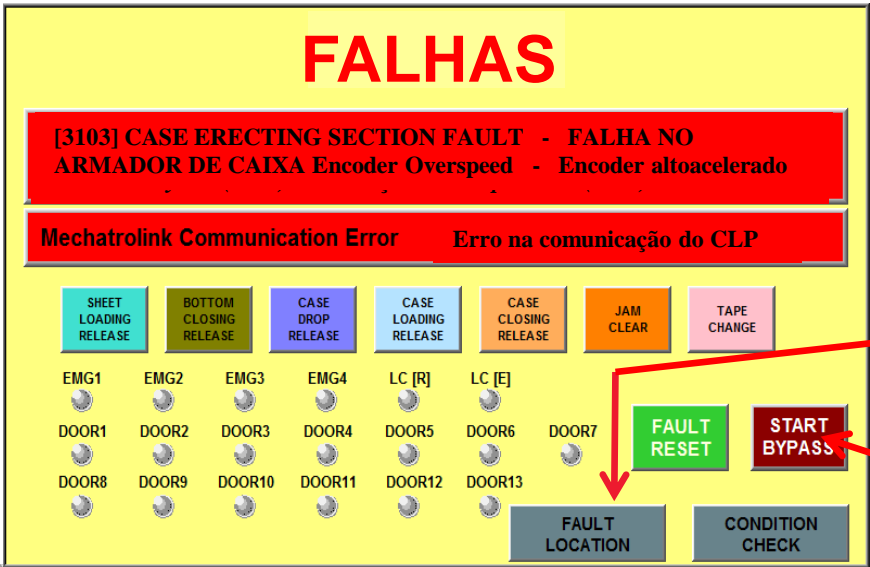 FALHAS
[3103] CASE ERECTING SECTION FAULT - FALHA NO
ARMADOR DE CAIXA Encoder Overspeed - Encoder altoacelerado
Mechatrolink Communication Error Erro na comunicação do CLP
SHEET
LOADING
RELEASE
BOTTOM
CLOSING
RELEASE
CASE
DROP
RELEASE
CASE
LOADING
RELEASE
CASE
CLOSING
RELEASE
JAM
CLEAR
TAPE
CHANGE
EMG1 EMG2 EMG3 EMG4 LC [R] LC [E]
DOOR1 DOOR2 DOOR3 DOOR4 DOOR5 DOOR6 DOOR7
FAULT
RESET
START
BYPASS
DOOR8 DOOR9 DOOR10 DOOR11 DOOR12 DOOR13
FAULT
LOCATION
CONDITION
CHECK